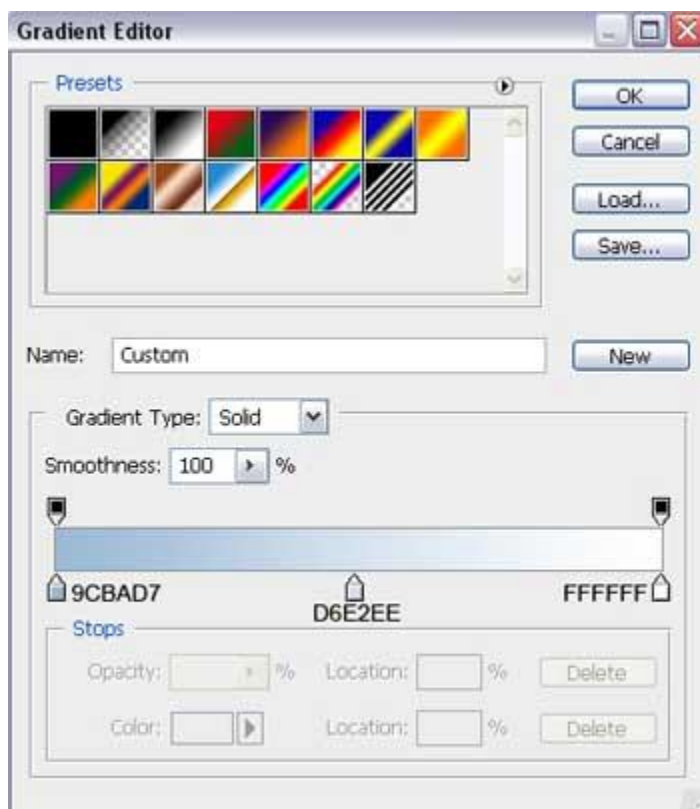 Gradient Editor
Presets
OK
Cancel
Load...
Save...
Name: Custom
New
Gradient Type: Solid
Smoothness: 100 %
9CBAD7
D6E2EE
FFFFFF
Stops
Opacity: % Location: % Delete
Color: Location: % Delete